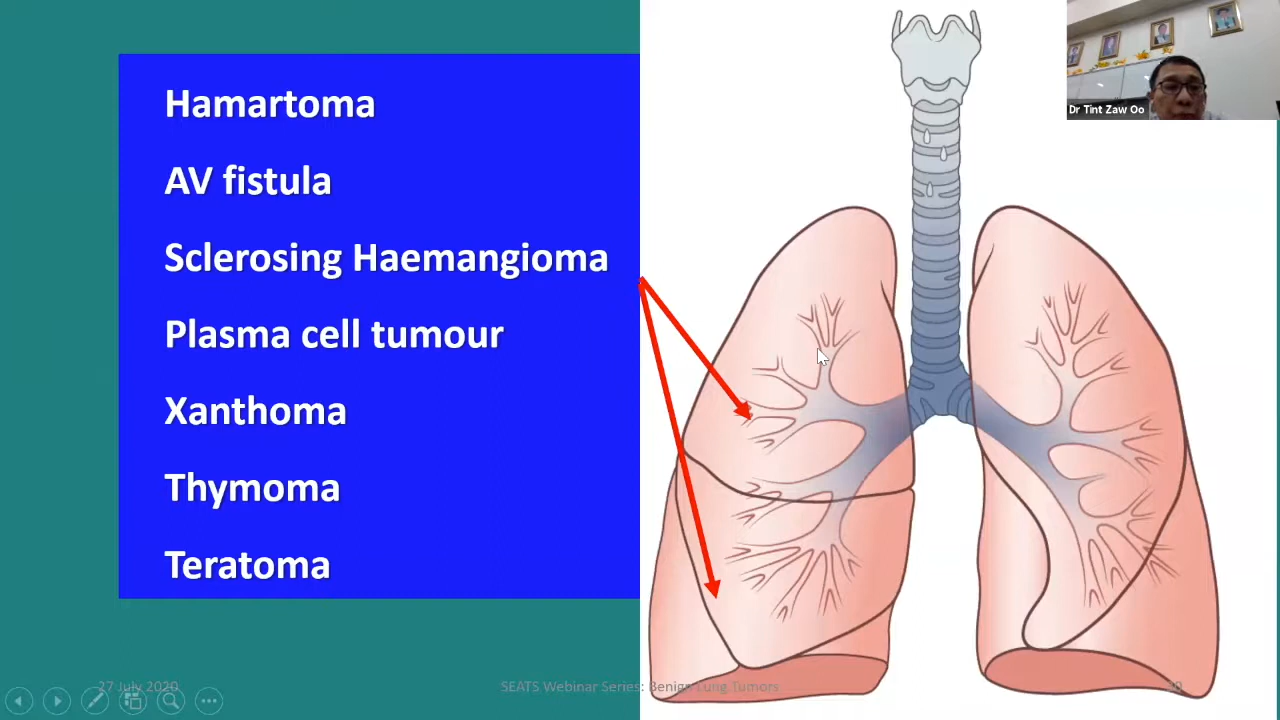 Hamartoma
AV fistula
Sclerosing Haemangioma
Plasma cell tumour
Xanthoma
Thymoma
Teratoma
Dr Tint Zaw Oo
27 July 2020
SEATS Webinar Series: Benign Lung Tumors